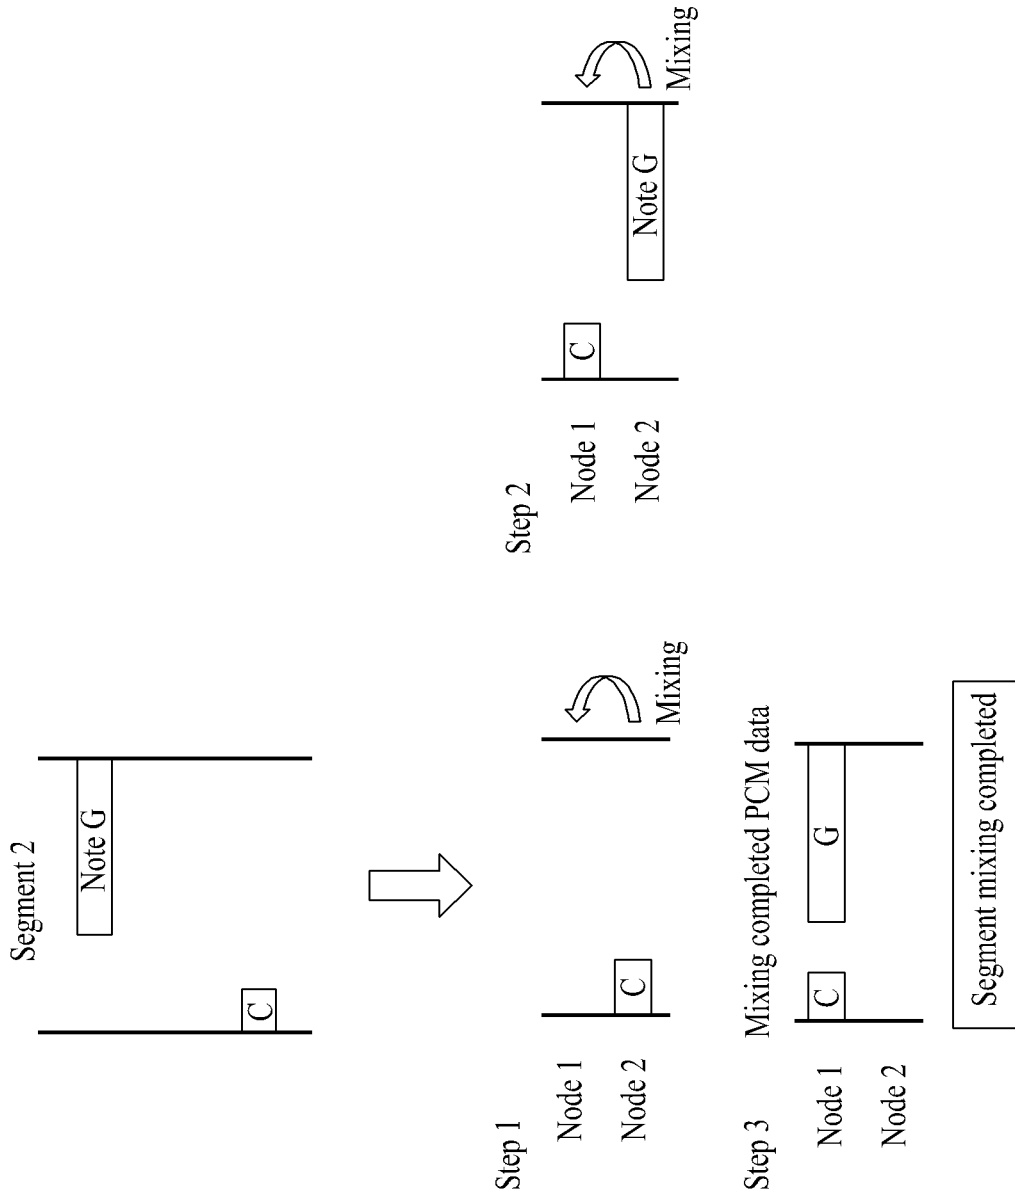 Segment 2
Note G
C
Step 1
Node 1
Node 2
C
Mixing
Step 2
Node 1
Node 2
C
Note G
Mixing
Step 3
Mixing completed PCM data
Node 1
Node 2
C
G
Segment mixing completed